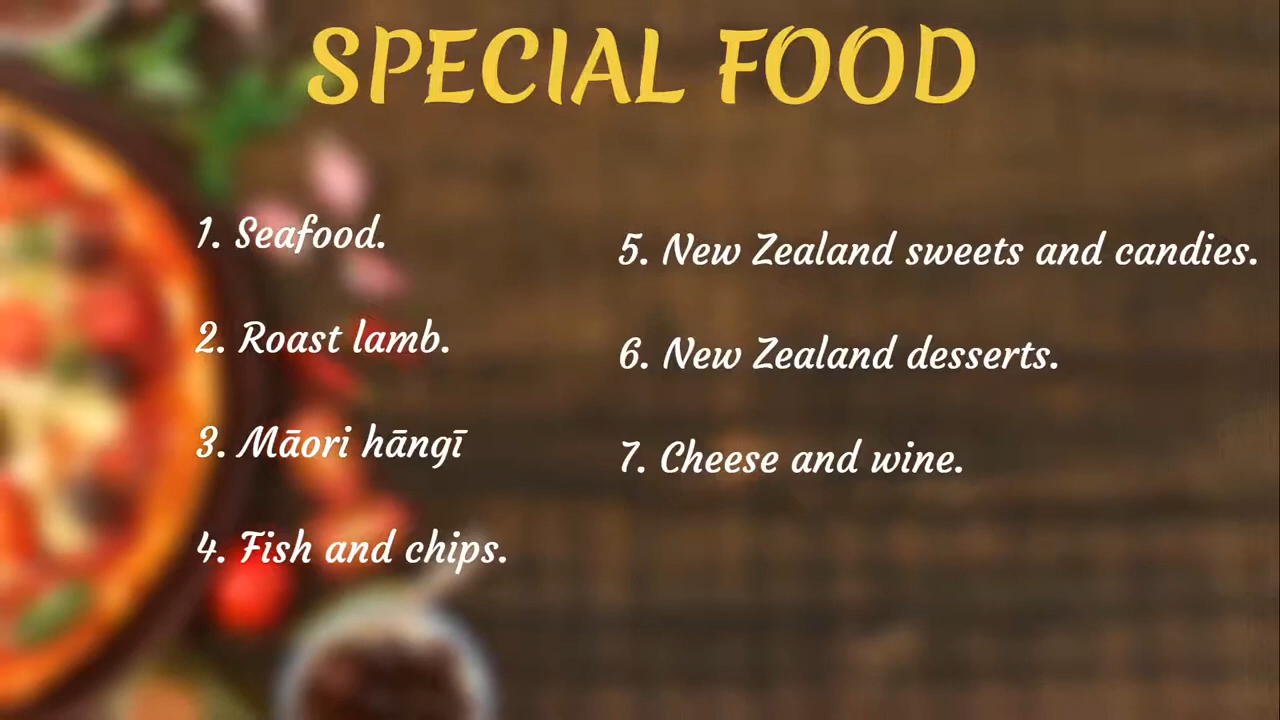 SPECIAL FOOD
1. Seafood.
2. Roast lamb.
3. Māori hāngī
4. Fish and chips.
5. New Zealand sweets and candies.
6. New Zealand desserts.
7. Cheese and wine.